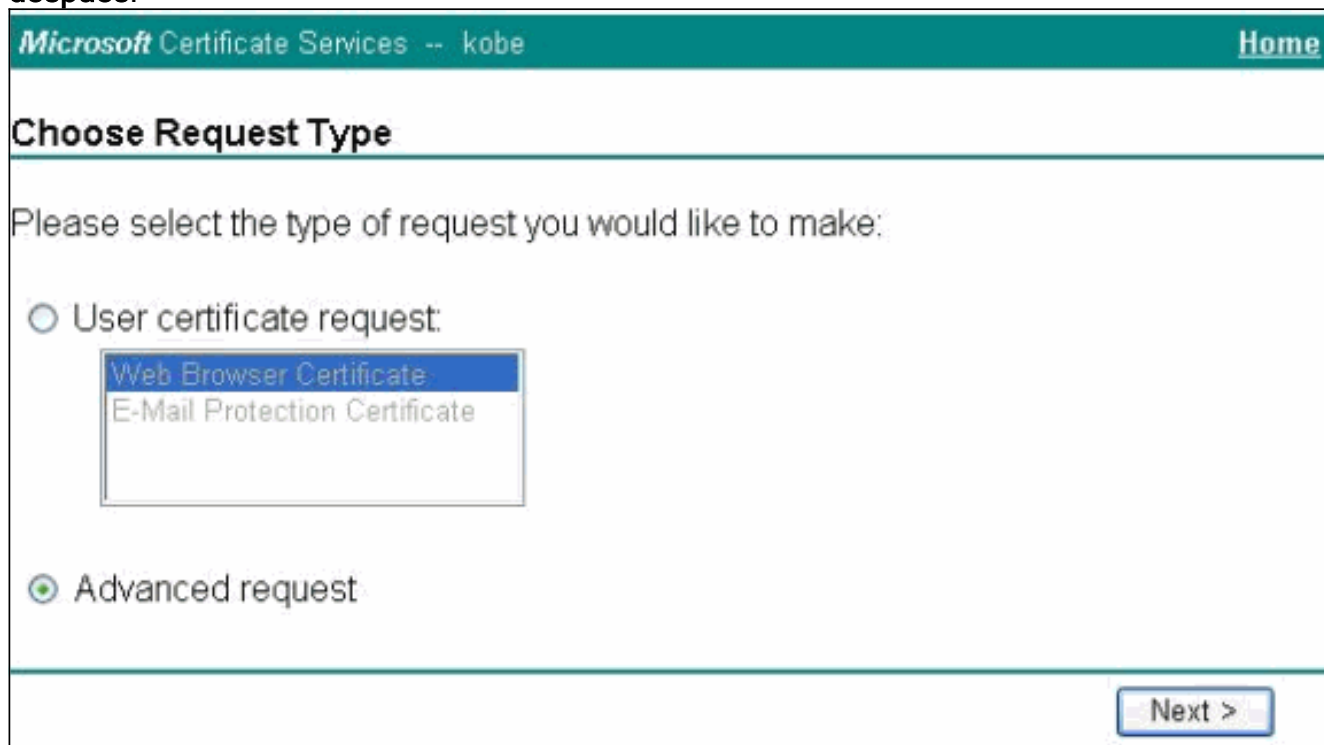 después.
Microsoft Certificate Services -- kobe Home
Choose Request Type
Please select the type of request you would like to make:
User certificate request:
Web Browser Certificate
E-Mail Protection Certificate
Advanced request
Next >